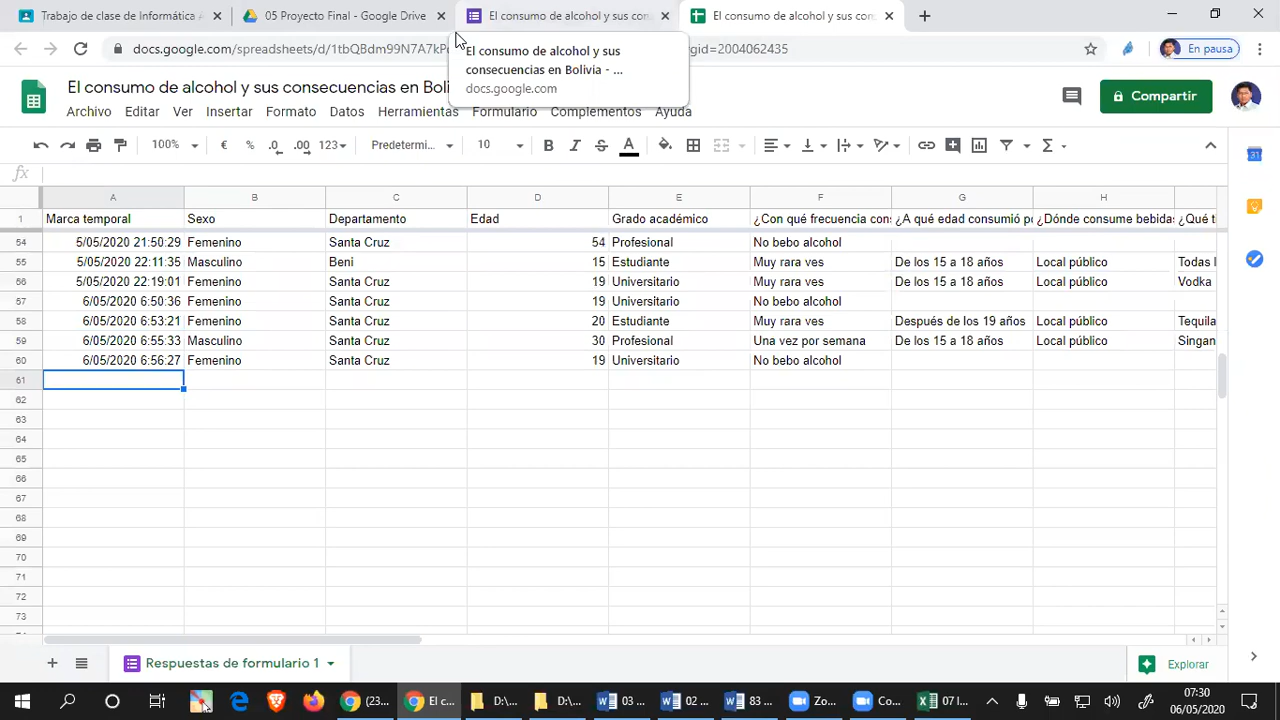 Trabajo de clase de Informática
05 Proyecto Final - Google Drive
El consumo de alcohol y sus con
El consumo de alcohol y sus con
docs.google.com/spreadsheets/d/1tbQBdm99N7A7kP
gid=2004062435
En pausa
El consumo de alcohol y sus
consecuencias en Bolivia - ...
docs.google.com
El consumo de alcohol y sus consecuencias en Boli
Archivo Editar Ver Insertar Formato Datos Herramientas Formulario Complementos Ayuda
Compartir
100% € % .0 .00 123 Predetermi... 10
fx
A B C D E F G H
1 Marca temporal Sexo Departamento Edad Grado académico ¿Con qué frecuencia con ¿A qué edad consumió po ¿Dónde consume bebida ¿Qué t
54 5/05/2020 21:50:29 Femenino Santa Cruz 54 Profesional No bebo alcohol
55 5/05/2020 22:11:35 Masculino Beni 15 Estudiante Muy rara ves De los 15 a 18 años Local público Todas l
56 5/05/2020 22:19:01 Femenino Santa Cruz 19 Universitario Muy rara ves De los 15 a 18 años Local público Vodka
57 6/05/2020 6:50:36 Femenino Santa Cruz 19 Universitario No bebo alcohol
58 6/05/2020 6:53:21 Femenino Santa Cruz 20 Estudiante Muy rara ves Después de los 19 años Local público Tequila
59 6/05/2020 6:55:33 Masculino Santa Cruz 30 Profesional Una vez por semana De los 15 a 18 años Local público Singan
60 6/05/2020 6:56:27 Femenino Santa Cruz 19 Universitario No bebo alcohol
61
62
63
64
65
66
67
68
69
70
71
72
73
Respuestas de formulario 1
Explorar
(23... El c... D:\... D:\... 03 ... 02 ... 83 ... Zo... Co... 07 l...
07:30
06/05/2020